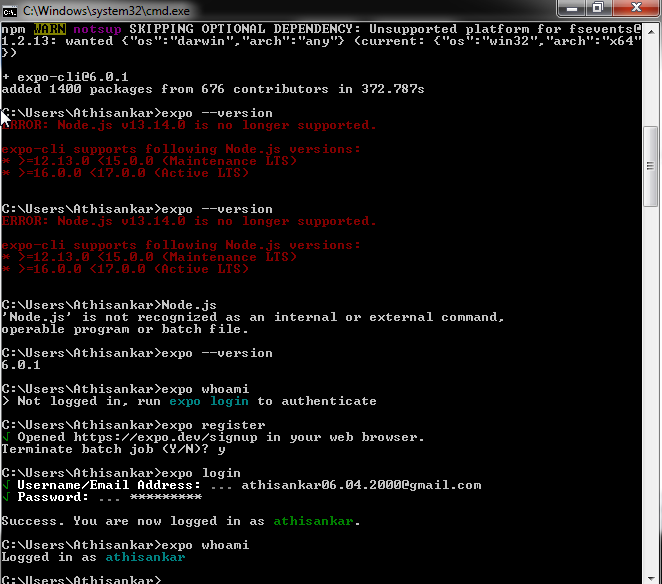 C:\Windows\system32\cmd.exe
npm WARN notsup SKIPPING OPTIONAL DEPENDENCY: Unsupported platform for fsevents@
1.2.13: wanted {"os":"darwin","arch":"any"} (current: {"os":"win32","arch":"x64"
})
+ expo-cli@6.0.1
added 1400 packages from 676 contributors in 372.787s
C:\Users\Athisankar>expo --version
ERROR: Node.js v13.14.0 is no longer supported.
expo-cli supports following Node.js versions:
* >=12.13.0 <15.0.0 (Maintenance LTS)
* >=16.0.0 <17.0.0 (Active LTS)
C:\Users\Athisankar>expo --version
ERROR: Node.js v13.14.0 is no longer supported.
expo-cli supports following Node.js versions:
* >=12.13.0 <15.0.0 (Maintenance LTS)
* >=16.0.0 <17.0.0 (Active LTS)
C:\Users\Athisankar>Node.js
'Node.js' is not recognized as an internal or external command,
operable program or batch file.
C:\Users\Athisankar>expo --version
6.0.1
C:\Users\Athisankar>expo whoami
> Not logged in, run expo login to authenticate
C:\Users\Athisankar>expo register
√ Opened https://expo.dev/signup in your web browser.
Terminate batch job (Y/N)? y
C:\Users\Athisankar>expo login
√ Username/Email Address: ... athisankar06.04.2000@gmail.com
√ Password: ... *********
Success. You are now logged in as athisankar.
C:\Users\Athisankar>expo whoami
Logged in as athisankar
C:\Users\Athisankar>